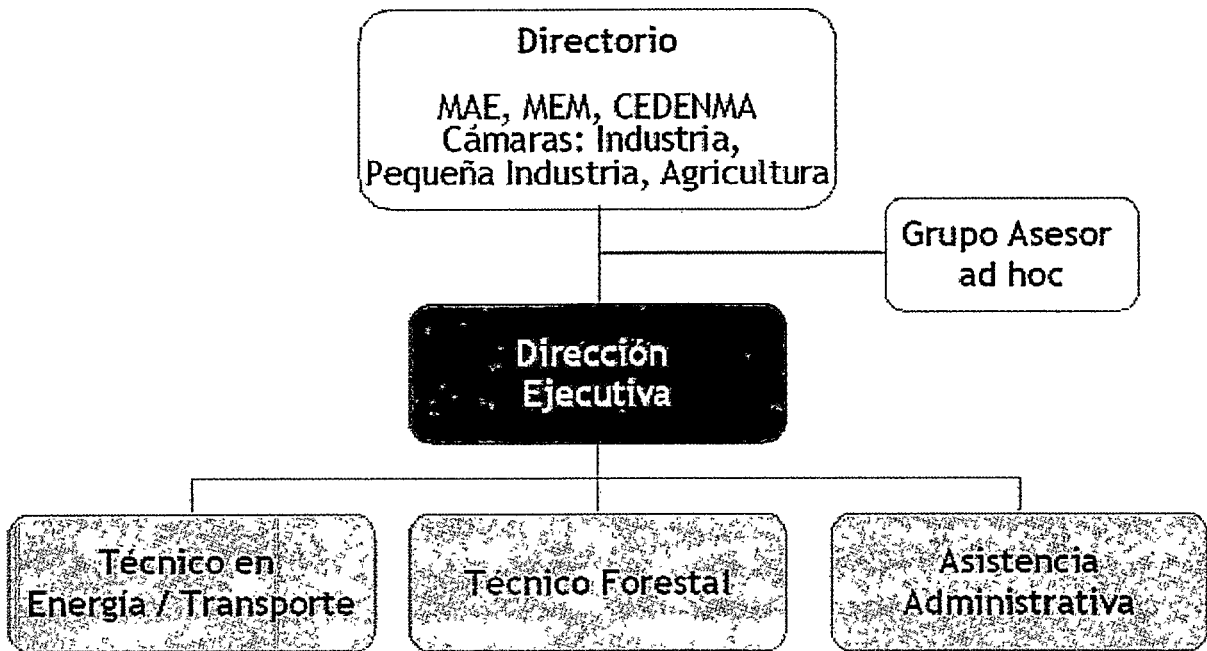 Directorio
MAE, MEM, CEDENMA
Cámaras: Industria,
Pequeña Industria, Agricultura
Grupo Asesor
ad hoc
Dirección
Ejecutiva
Técnico en
Energía / Transporte
Técnico Forestal
Asistencia
Administrativa